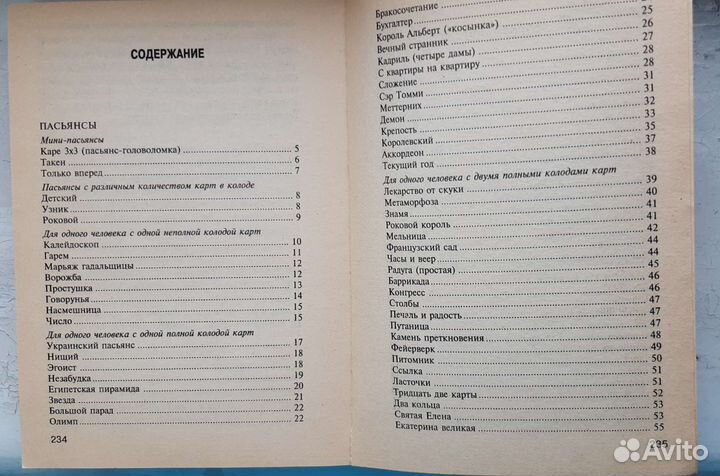 СОДЕРЖАНИЕ
ПАСЬЯНСЫ
Мини-пасьянсы
Каре 3х3 (пасьянс-головоломка) 5
Такен 6
Только вперед 7
Пасьянсы с различным количеством карт в колоде
Детский 8
Узник 8
Роковой 9
Для одного человека с одной неполной колодой карт
Калейдоскоп 10
Гарем 11
Марьяж гадальщицы 12
Ворожба 12
Простушка 13
Говорунья 14
Насмешница 15
Число 15
Для одного человека с одной полной колодой карт
Украинский пасьянс 17
Нищий 18
Эгоист 18
Незабудка 19
Египетская пирамида 20
Звезда 21
Большой парад 22
Олимп 22
234
Бракосочетание
Бухгалтер
Король Альберт («косынка») 25
Вечный странник 26
Кадриль (четыре дамы) 27
С квартиры на квартиру 28
Сложение 28
Сэр Томми 31
Меттерних 31
Демон 32
Крепость 33
Королевский 35
Аккордеон 37
Текущий год 38
Для одного человека с двумя полными колодами карт
Лекарство от скуки 39
Метаморфоза 40
Знамя 41
Роковой король 41
Мельница 42
Французский сад 44
Часы и веер 44
Радуга (простая) 45
Баррикада 46
Конгресс 46
Столбы 47
Печаль и радость 47
Путаница 47
Камень преткновения 48
Фейерверк 49
Питомник 50
Ссылка 51
Ласточки 51
Тридцать две карты 52
Два кольца 53
Святая Елена 53
Екатерина великая 55
235
Avito